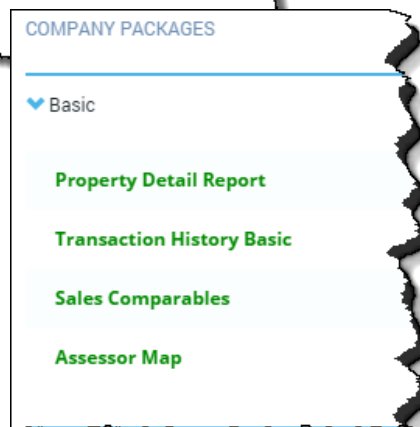 COMPANY PACKAGES
Basic
Property Detail Report
Transaction History Basic
Sales Comparables
Assessor Map